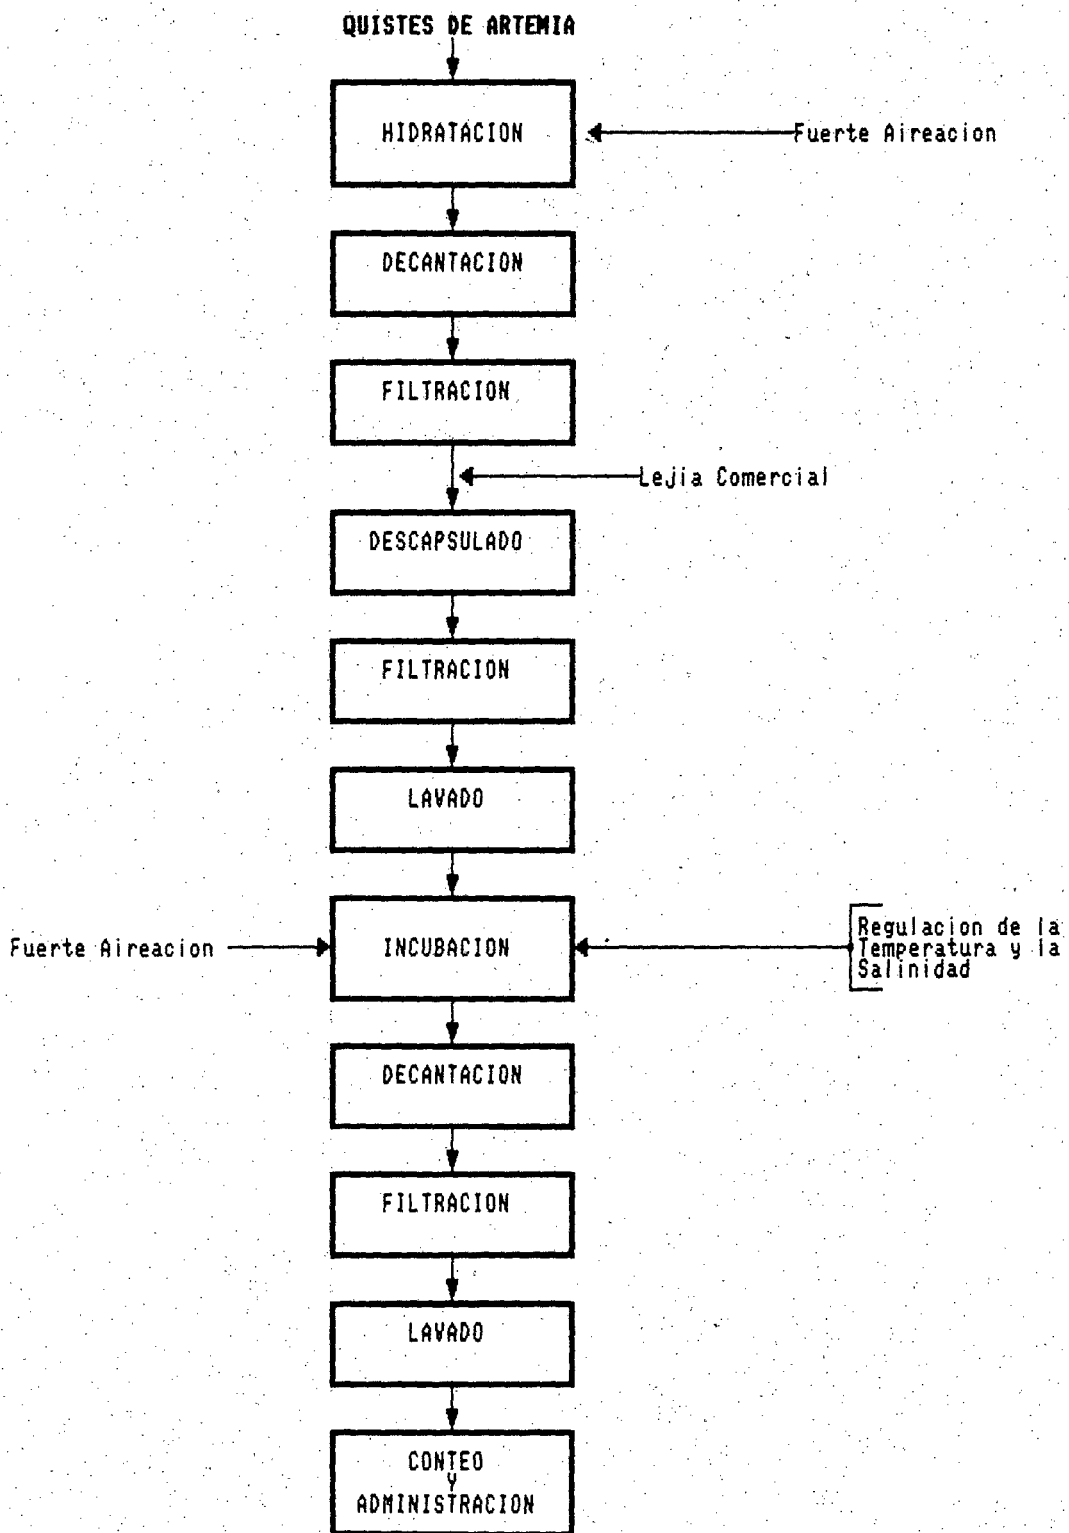 QUISTES DE ARTEMIA
HIDRATACION
Fuerte Aireacion
DECANTACION
FILTRACION
Lejia Comercial
DESCAPSULADO
FILTRACION
LAVADO
Fuerte Aireacion
INCUBACION
Regulacion de la
Temperatura y la
Salinidad
DECANTACION
FILTRACION
LAVADO
CONTEO
Y
ADMINISTRACION